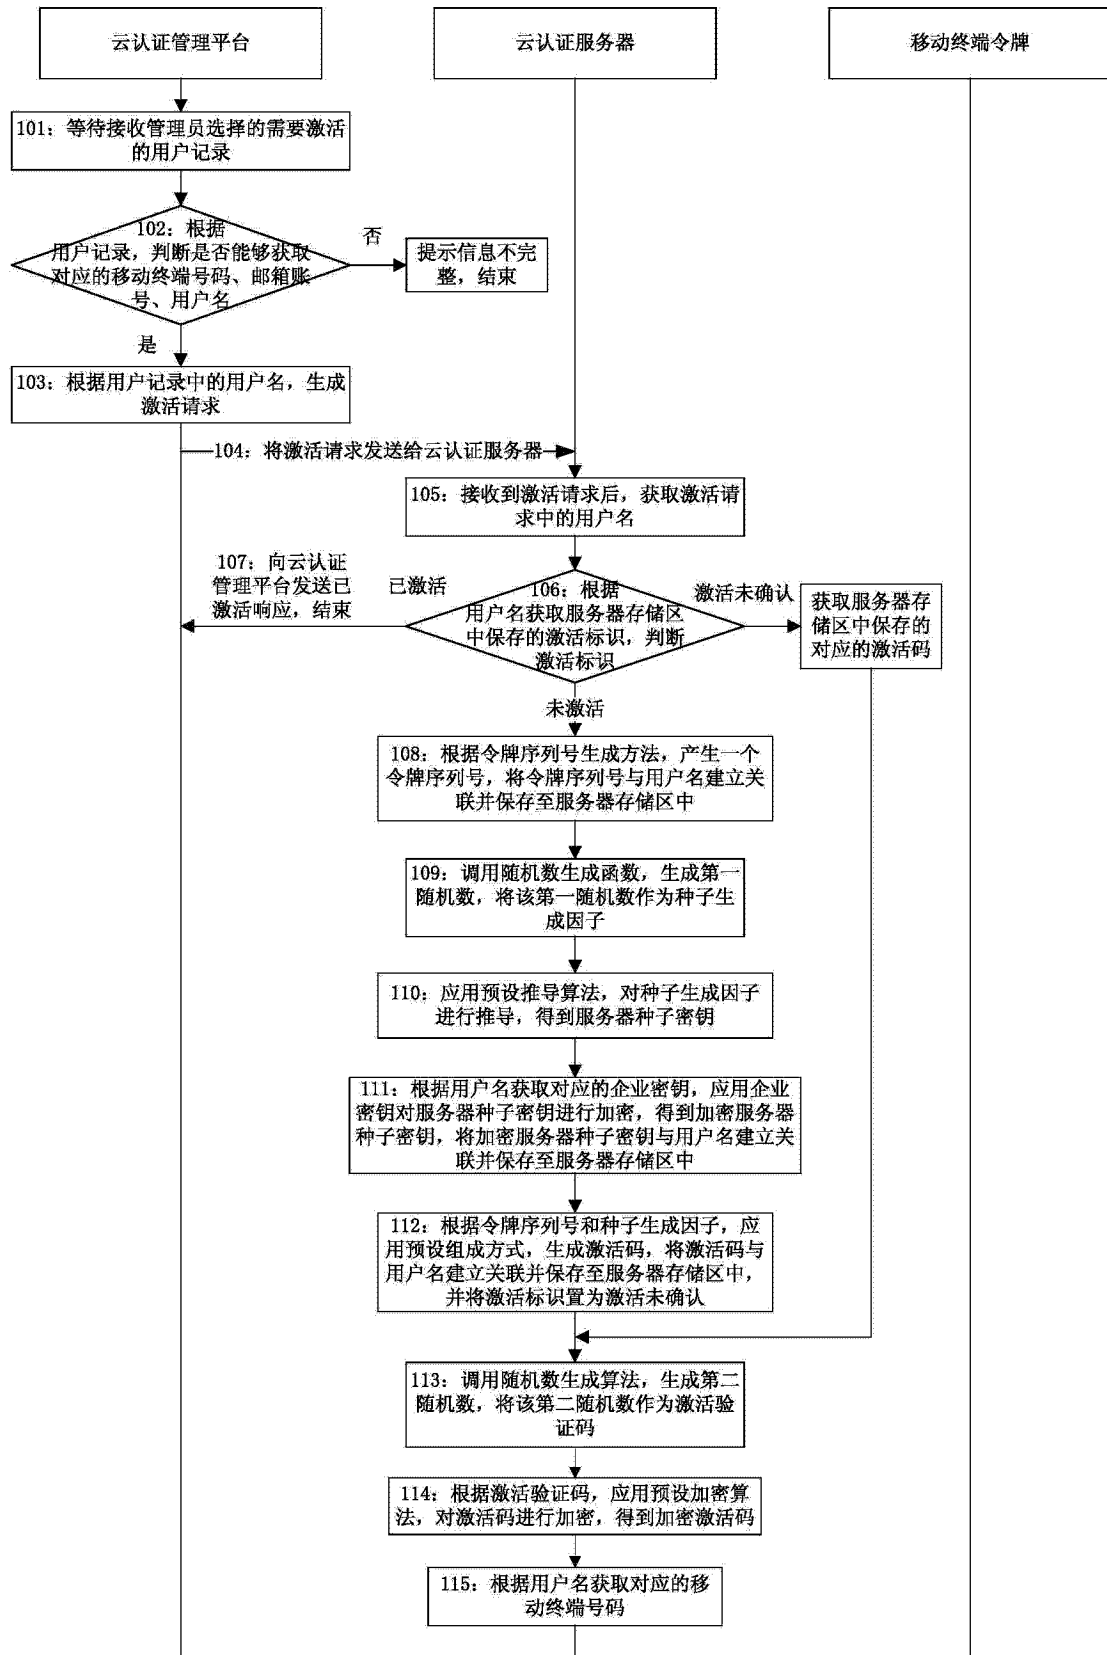 云认证管理平台
云认证服务器
移动终端令牌
101：等待接收管理员选择的需要激活
的用户记录
102：根据
用户记录，判断是否能够获取
对应的移动终端号码、邮箱账
号、用户名
否
提示信息不完
整，结束
是
103：根据用户记录中的用户名，生成
激活请求
104：将激活请求发送给云认证服务器
105：接收到激活请求后，获取激活请
求中的用户名
107：向云认证
管理平台发送已
激活响应，结束
已激活
106：根据
用户名获取服务器存储区
中保存的激活标识，判断
激活标识
激活未确认
获取服务器存
储区中保存的
对应的激活码
未激活
108：根据令牌序列号生成方法，产生一个
令牌序列号，将令牌序列号与用户名建立关
联并保存至服务器存储区中
109：调用随机数生成函数，生成第一
随机数，将该第一随机数作为种子生
成因子
110：应用预设推导算法，对种子生成因子
进行推导，得到服务器种子密钥
111：根据用户名获取对应的企业密钥，应用企业
密钥对服务器种子密钥进行加密，得到加密服务器
种子密钥，将加密服务器种子密钥与用户名建立关
联并保存至服务器存储区中
112：根据令牌序列号和种子生成因子，应
用预设组成方式，生成激活码，将激活码与
用户名建立关联并保存至服务器存储区中，
并将激活标识置为激活未确认
113：调用随机数生成算法，生成第二
随机数，将该第二随机数作为激活验
证码
114：根据激活验证码，应用预设加密算
法，对激活码进行加密，得到加密激活码
115：根据用户名获取对应的移
动终端号码